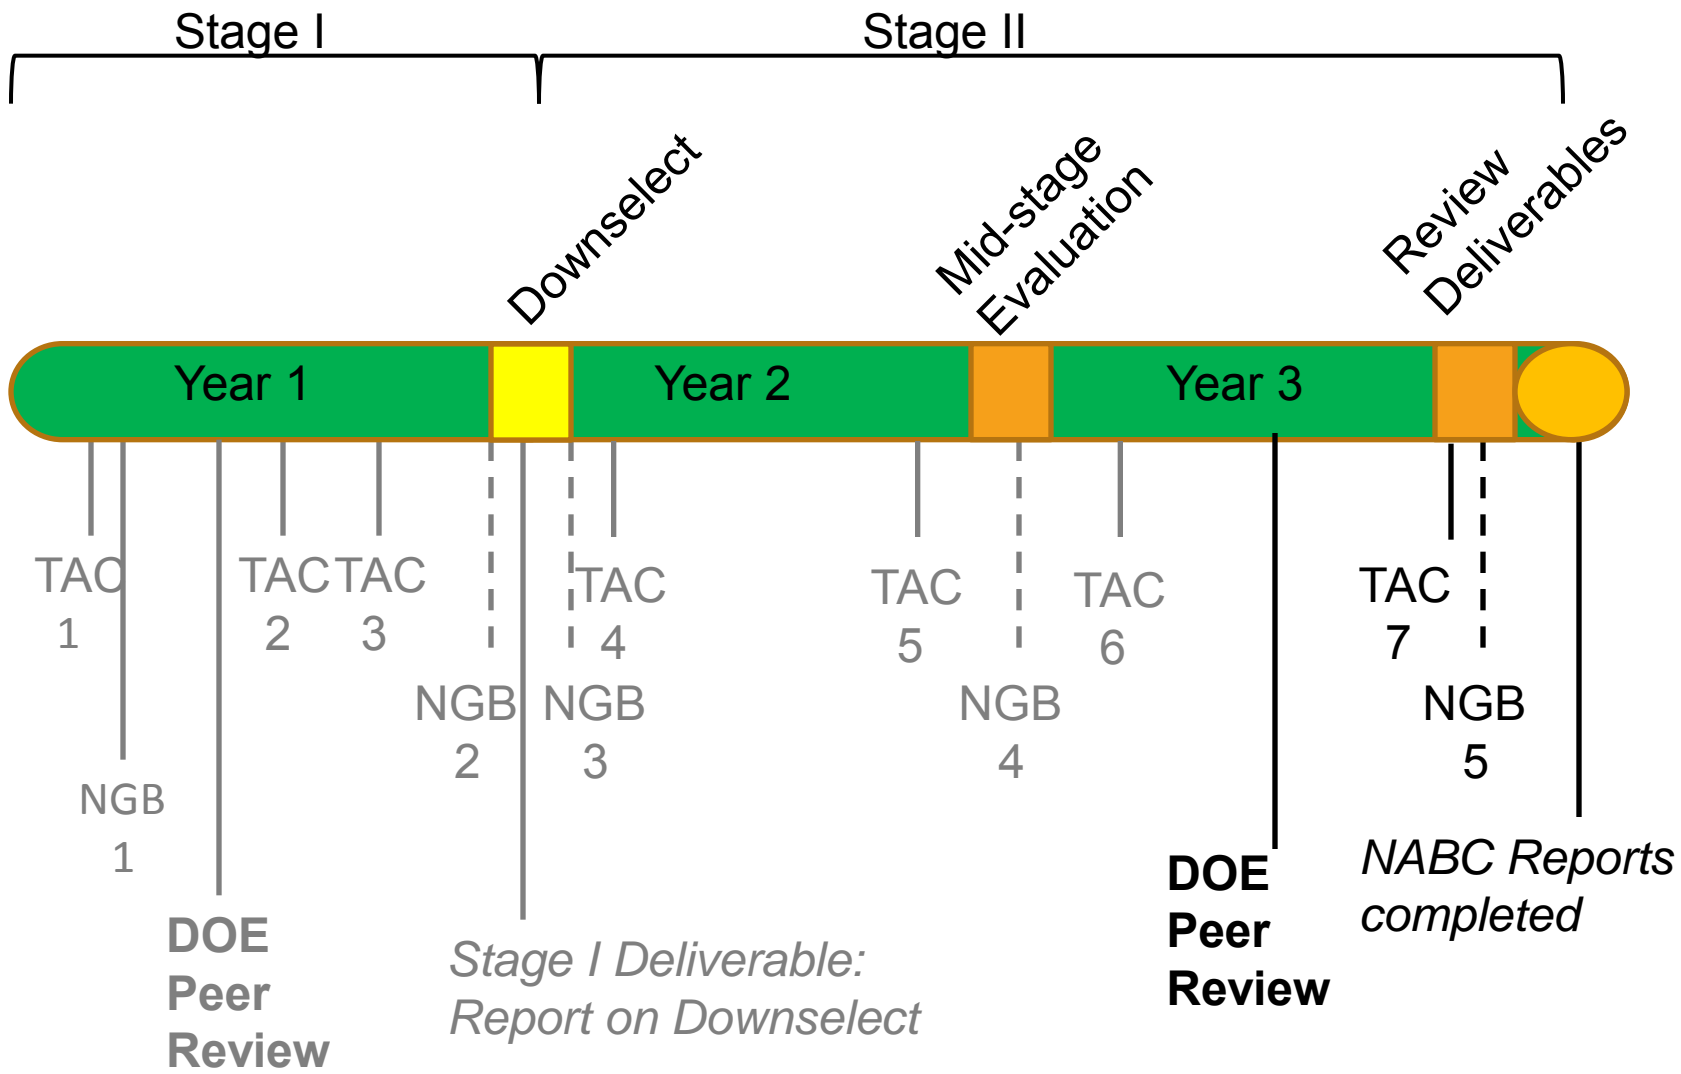 Stage I
Stage II
Downselect
Mid-stage
Evaluation
Review
Deliverables
Year 1
Year 2
Year 3
TAC
1
NGB
1
DOE
Peer
Review
TAC
2
TAC
3
NGB
2
Stage I Deliverable:
Report on Downselect
NGB
3
TAC
4
TAC
5
NGB
4
TAC
6
DOE
Peer
Review
TAC
7
NGB
5
NABC Reports
completed